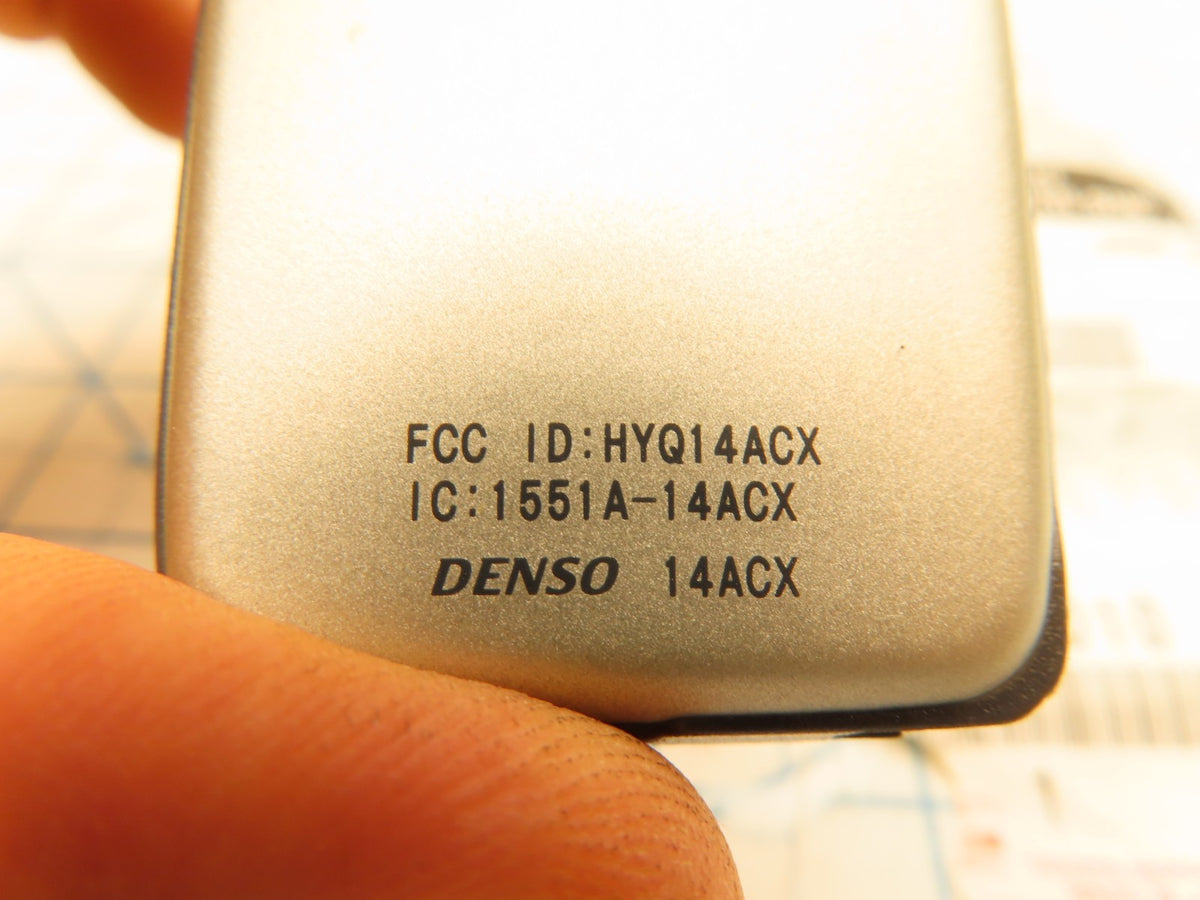 FCC ID:HYQ14ACX
IC:1551A-14ACX
DENSO 14ACX